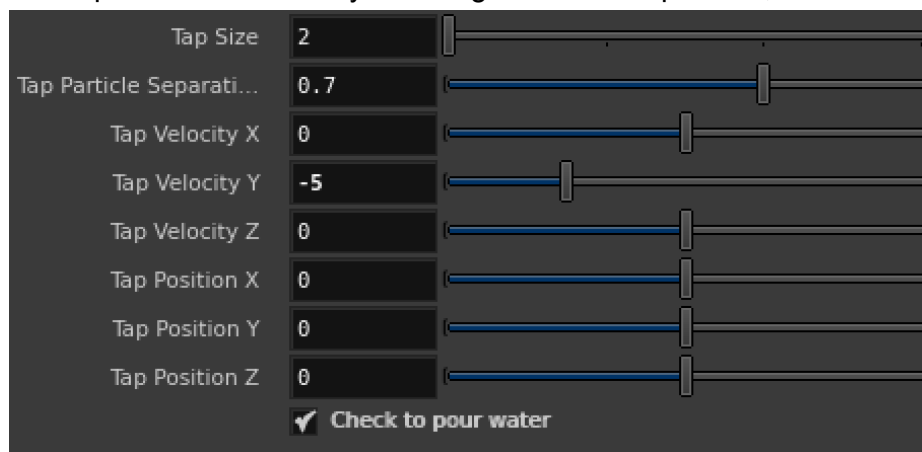 Tap Size 2
Tap Particle Separati... 0.7
Tap Velocity X 0
Tap Velocity Y -5
Tap Velocity Z 0
Tap Position X 0
Tap Position Y 0
Tap Position Z 0
Check to pour water